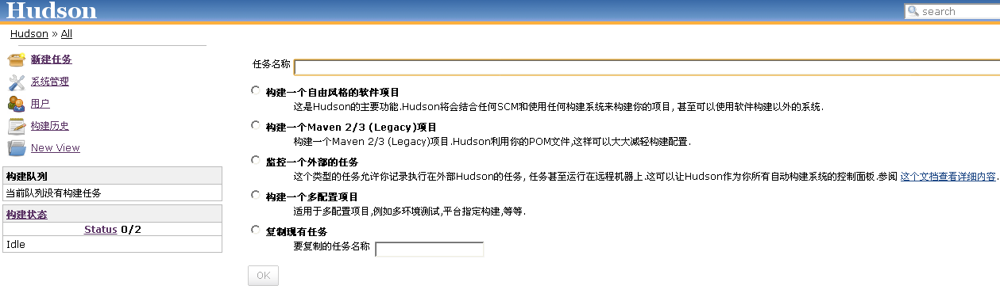 Hudson
search
Hudson » All
新建任务
系统管理
用户
构建历史
New View
构建队列
当前队列没有构建任务
构建状态
Status 0/2
Idle
任务名称
构建一个自由风格的软件项目
这是Hudson的主要功能.Hudson将会结合任何SCM和使用任何构建系统来构建你的项目, 甚至可以使用软件构建以外的系统.
构建一个Maven 2/3 (Legacy)项目
构建一个Maven 2/3 (Legacy)项目.Hudson利用你的POM文件,这样可以大大减轻构建配置.
监控一个外部的任务
这个类型的任务允许你记录执行在外部Hudson的任务, 任务甚至运行在远程机器上.这可以让Hudson作为你所有自动构建系统的控制面板.参阅 这个文档查看详细内容.
构建一个多配置项目
适用于多配置项目,例如多环境测试,平台指定构建,等等.
复制现有任务
要复制的任务名称
OK